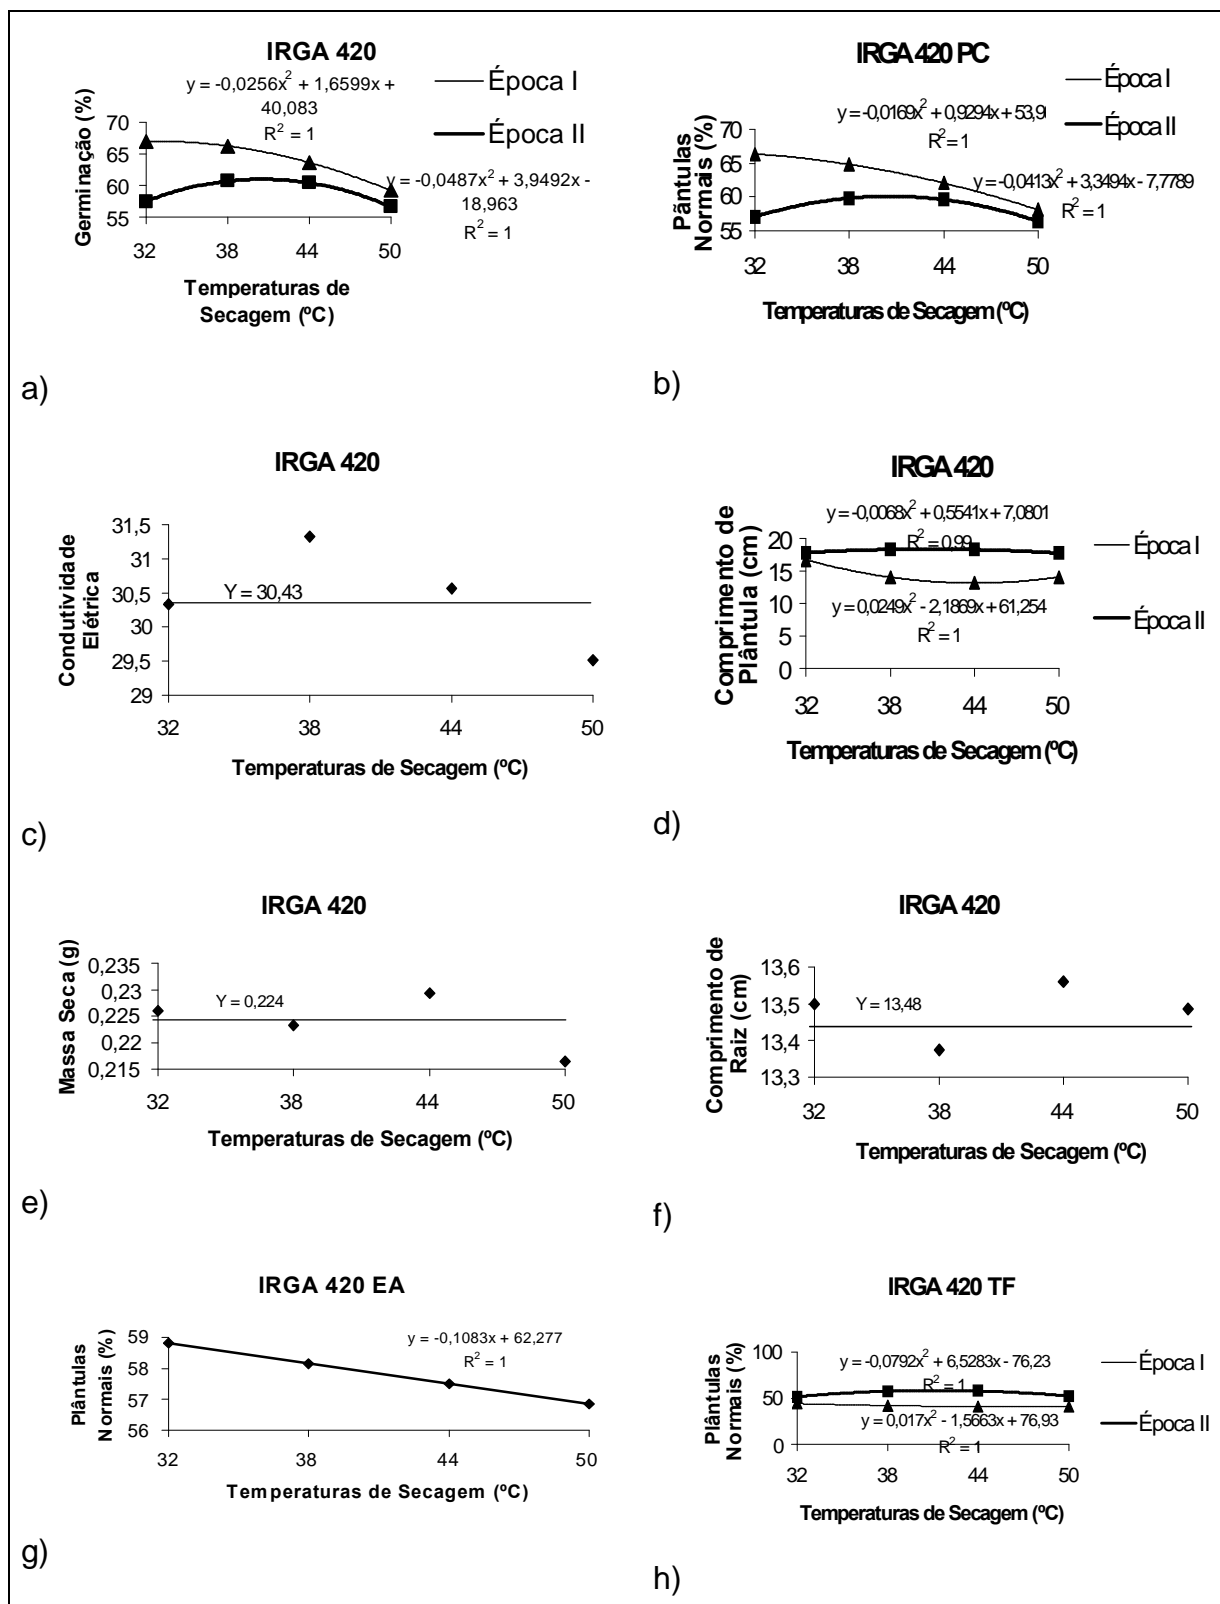 IRGA 420
y = -0,0256x² + 1,6599x +
40,083
R² = 1
Época I
Época II
y = -0,0487x² + 3,9492x -
18,963
R² = 1
Germinação (%)
70
65
60
55
32 38 44 50
Temperaturas de
Secagem (ºC)
a)
IRGA 420 PC
Época I
y = -0,0169x² + 0,9294x + 53,91
R² = 1
Época II
y = -0,0413x² + 3,3494x - 7,7789
R² = 1
Pântulas
Normais (%)
70
65
60
55
32 38 44 50
Temperaturas de Secagem (ºC)
b)
IRGA 420
Condutividade
Elétrica
31,5
31
30,5
30
29,5
29
Y = 30,43
32 38 44 50
Temperaturas de Secagem (ºC)
c)
IRGA 420
y = -0,0068x² + 0,5541x + 7,0801
R² = 0,99
Época I
y = 0,0249x² - 2,1869x + 61,254
R² = 1
Época II
Comprimento de
Plântula (cm)
20
15
10
5
0
32 38 44 50
Temperaturas de Secagem (ºC)
d)
IRGA 420
Massa Seca (g)
0,235
0,23
0,225
0,22
0,215
Y = 0,224
32 38 44 50
Temperaturas de Secagem (ºC)
e)
IRGA 420
Comprimento de
Raiz (cm)
13,6
13,5
13,4
13,3
Y = 13,48
32 38 44 50
Temperaturas de Secagem (ºC)
f)
IRGA 420 EA
Plântulas
Normais (%)
59
58
57
56
y = -0,1083x + 62,277
R² = 1
32 38 44 50
Temperaturas de Secagem (ºC)
g)
IRGA 420 TF
Plântulas
Normais (%)
100
50
0
y = -0,0792x² + 6,5283x - 76,23
R² = 1
Época I
y = 0,017x² - 1,5663x + 76,93
R² = 1
Época II
32 38 44 50
Temperaturas de Secagem (ºC)
h)